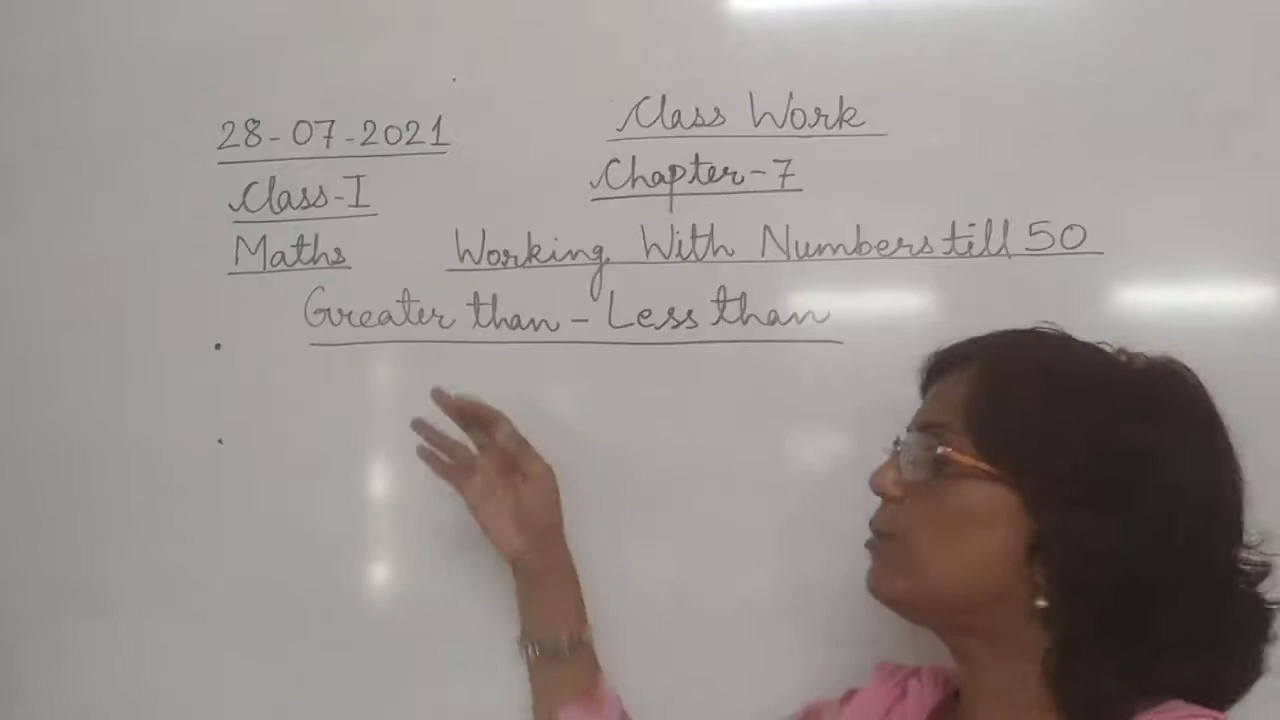 28-07-2021 Class Work
Class-I Chapter-7
Maths Working With Numbers till 50
Greater than - Less than